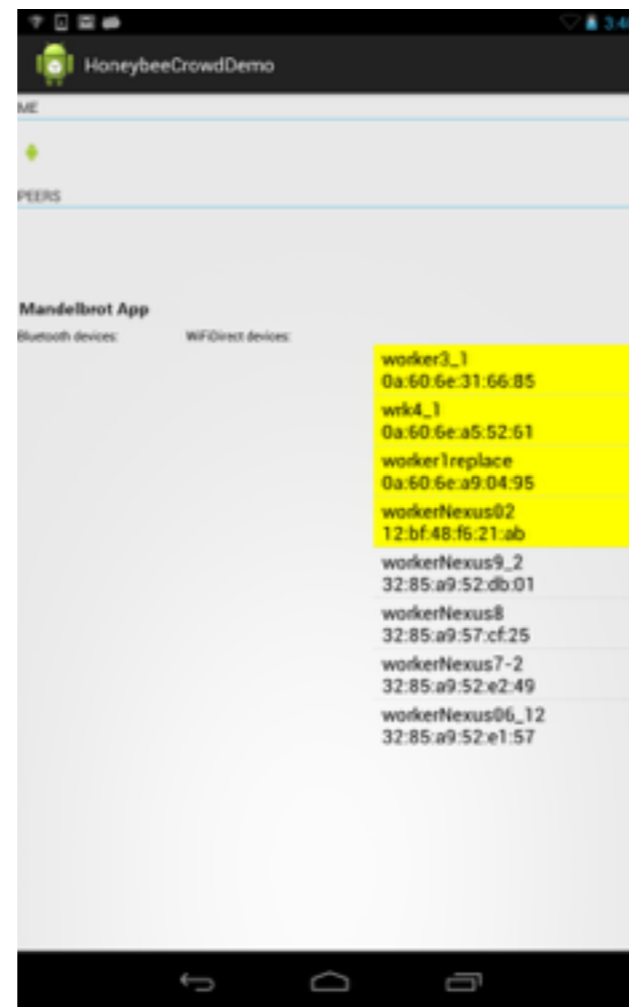 HoneybeeCrowdDemo
ME
PEERS
Mandelbrot App
Bluetooth devices:
WiFiDirect devices:
worker3_1
0a:60:6e:31:66:85
wrk4_1
0a:60:6e:a5:52:61
worker1replace
0a:60:6e:a9:04:95
workerNexus02
12:bf:48:f6:21:ab
workerNexus9_2
32:85:a9:52:db:01
workerNexus8
32:85:a9:57:cf:25
workerNexus7-2
32:85:a9:52:e2:49
workerNexus06_12
32:85:a9:52:e1:57